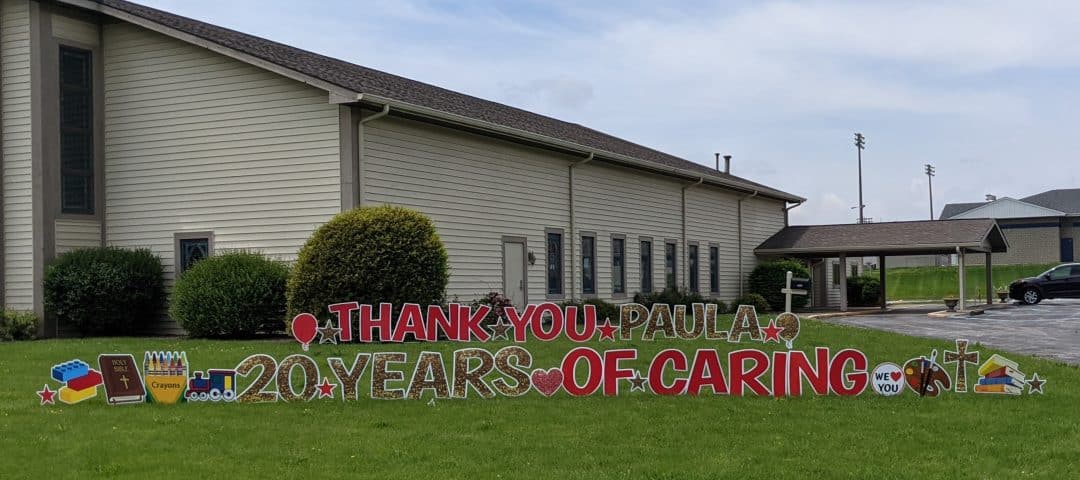 THANK YOU PAULA
HOLY BIBLE
Crayons
20 YEARS OF CARING
WE ♥ YOU